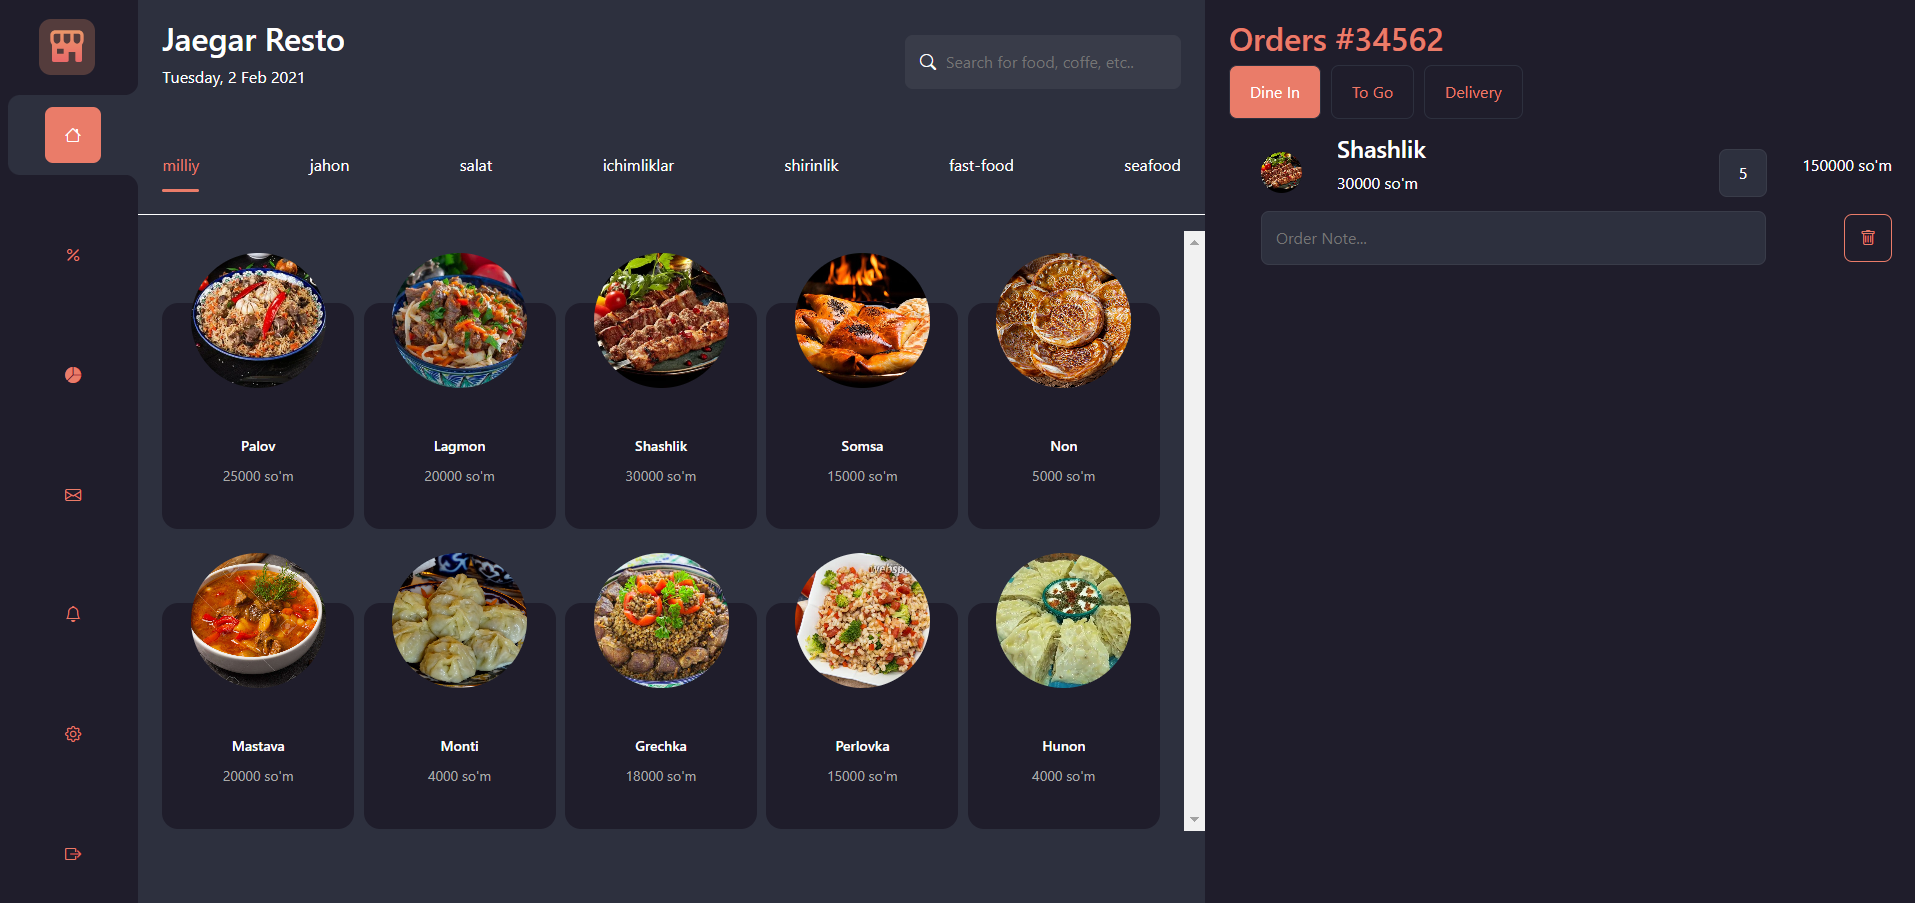 Jaegar Resto
Tuesday, 2 Feb 2021
Search for food, coffe, etc..
milliy jahon salat ichimliklar shirinlik fast-food seafood
Palov
25000 so'm
Lagmon
20000 so'm
Shashlik
30000 so'm
Somsa
15000 so'm
Non
5000 so'm
Mastava
20000 so'm
Monti
4000 so'm
Grechka
18000 so'm
Perlovka
15000 so'm
Hunon
4000 so'm
Orders #34562
Dine In To Go Delivery
Shashlik
30000 so'm
5
150000 so'm
Order Note...